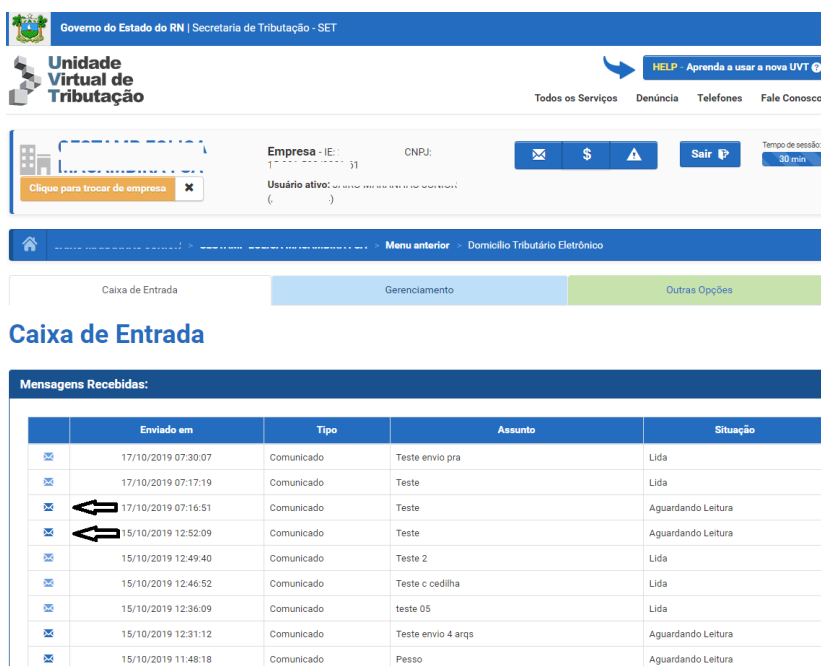 Governo do Estado do RN | Secretaria de Tributação - SET
Unidade
Virtual de
Tributação
HELP - Aprenda a usar a nova UVT
Todos os Serviços Denúncia Telefones Fale Conosco
Empresa - IE: CNPJ:
Sair
Tempo de sessão:
30 min
Clique para trocar de empresa
Usuário ativo:
> > Menu anterior > Domicilio Tributário Eletrônico
Caixa de Entrada Gerenciamento Outras Opções
Caixa de Entrada
Mensagens Recebidas:
Enviado em Tipo Assunto Situação
17/10/2019 07:30:07 Comunicado Teste envio pra Lida
17/10/2019 07:17:19 Comunicado Teste Lida
17/10/2019 07:16:51 Comunicado Teste Aguardando Leitura
15/10/2019 12:52:09 Comunicado Teste Aguardando Leitura
15/10/2019 12:49:40 Comunicado Teste 2 Lida
15/10/2019 12:46:52 Comunicado Teste c cedilha Lida
15/10/2019 12:36:09 Comunicado teste 05 Lida
15/10/2019 12:31:12 Comunicado Teste envio 4 arqs Aguardando Leitura
15/10/2019 11:48:18 Comunicado Pesso Aguardando Leitura